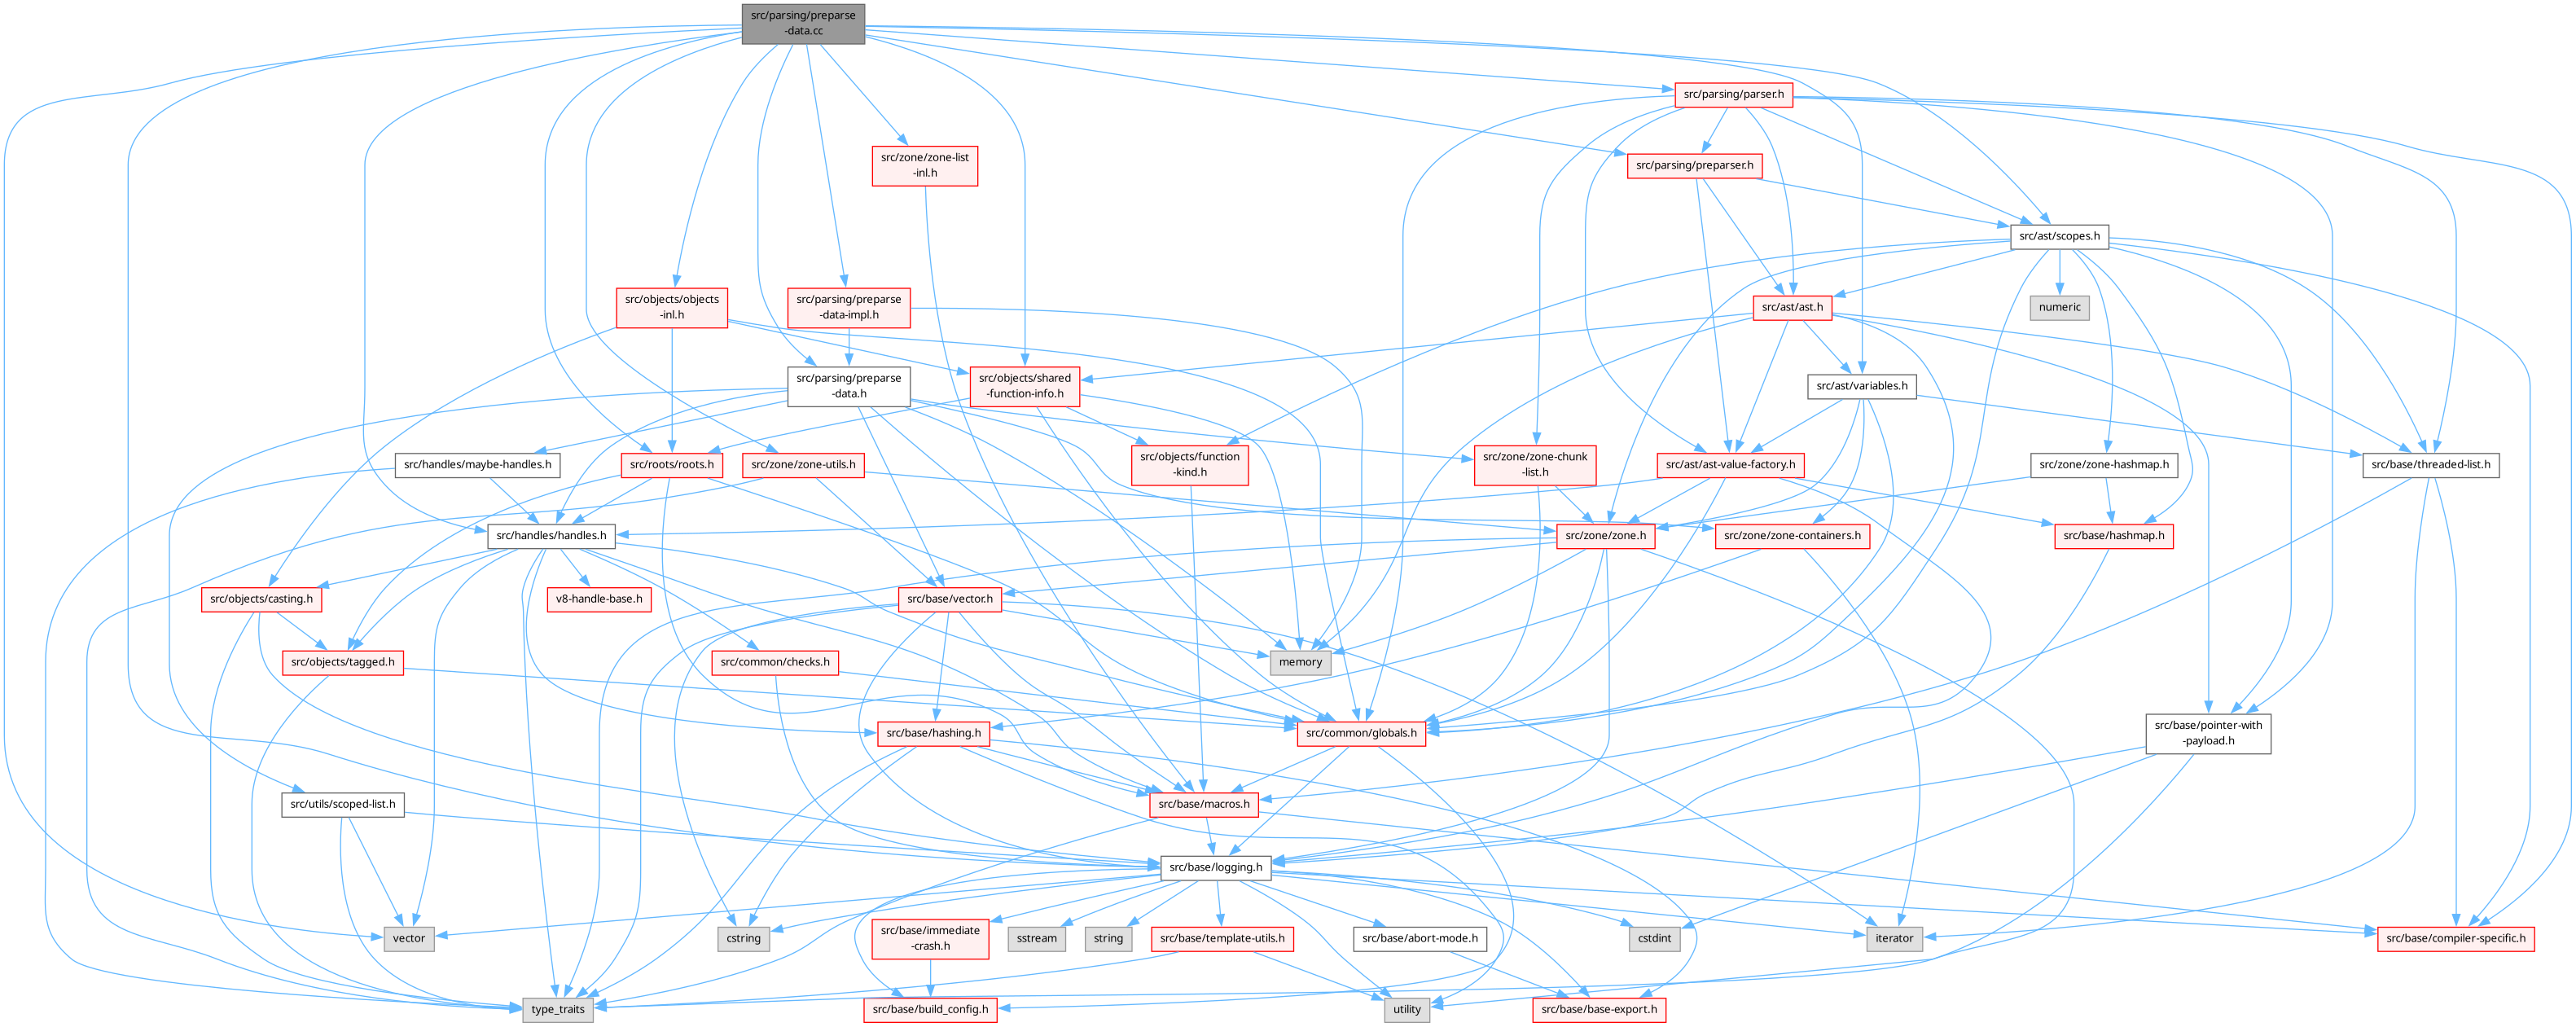 src/parsing/preparse
-data.cc
src/parsing/parser.h
src/zone/zone-list
-inl.h
src/parsing/preparser.h
src/ast/scopes.h
src/objects/objects
-inl.h
src/parsing/preparse
-data-impl.h
src/ast/ast.h
numeric
src/parsing/preparse
-data.h
src/objects/shared
-function-info.h
src/ast/variables.h
src/handles/maybe-handles.h
src/roots/roots.h
src/zone/zone-utils.h
src/objects/function
-kind.h
src/zone/zone-chunk
-list.h
src/ast/ast-value-factory.h
src/zone/zone-hashmap.h
src/base/threaded-list.h
src/handles/handles.h
src/zone/zone.h
src/zone/zone-containers.h
src/base/hashmap.h
src/objects/casting.h
v8-handle-base.h
src/base/vector.h
src/objects/tagged.h
src/common/checks.h
memory
src/base/hashing.h
src/common/globals.h
src/base/pointer-with
-payload.h
src/utils/scoped-list.h
src/base/macros.h
src/base/logging.h
vector
cstring
src/base/immediate
-crash.h
sstream
string
src/base/template-utils.h
src/base/abort-mode.h
cstdint
iterator
src/base/compiler-specific.h
type_traits
src/base/build_config.h
utility
src/base/base-export.h